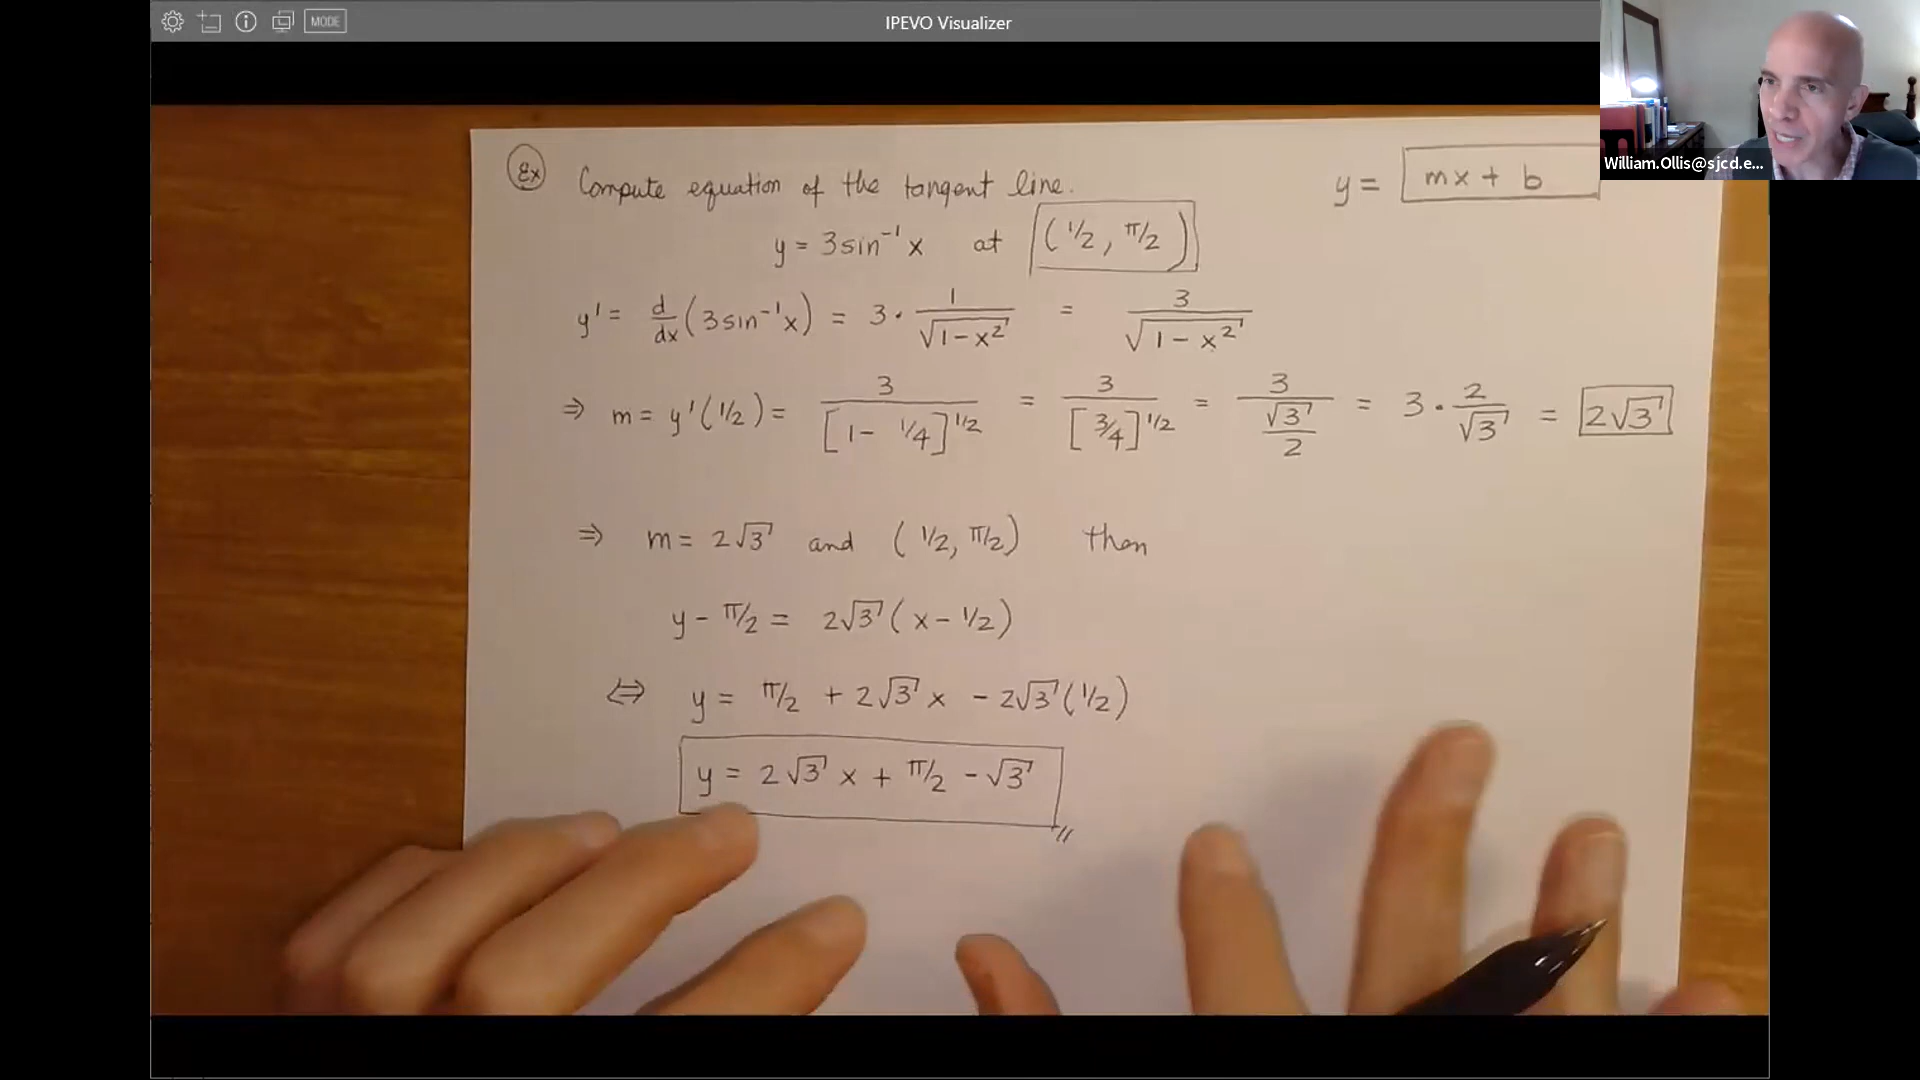 MODE
IPEVO Visualizer
William.Ollis@sjcd.e...
Ex Compute equation of the tangent line. y = mx + b
y = 3sin⁻¹x at (1/2, π/2)
y' = d/dx(3sin⁻¹x) = 3 · 1/√(1-x²) = 3/√(1-x²)
⇒ m = y'(1/2) = 3/[1 - 1/4]^1/2 = 3/[3/4]^1/2 = 3/(√3/2) = 3 · 2/√3 = 2√3
⇒ m = 2√3 and (1/2, π/2) then
y - π/2 = 2√3(x - 1/2)
⇔ y = π/2 + 2√3 x - 2√3(1/2)
y = 2√3 x + π/2 - √3